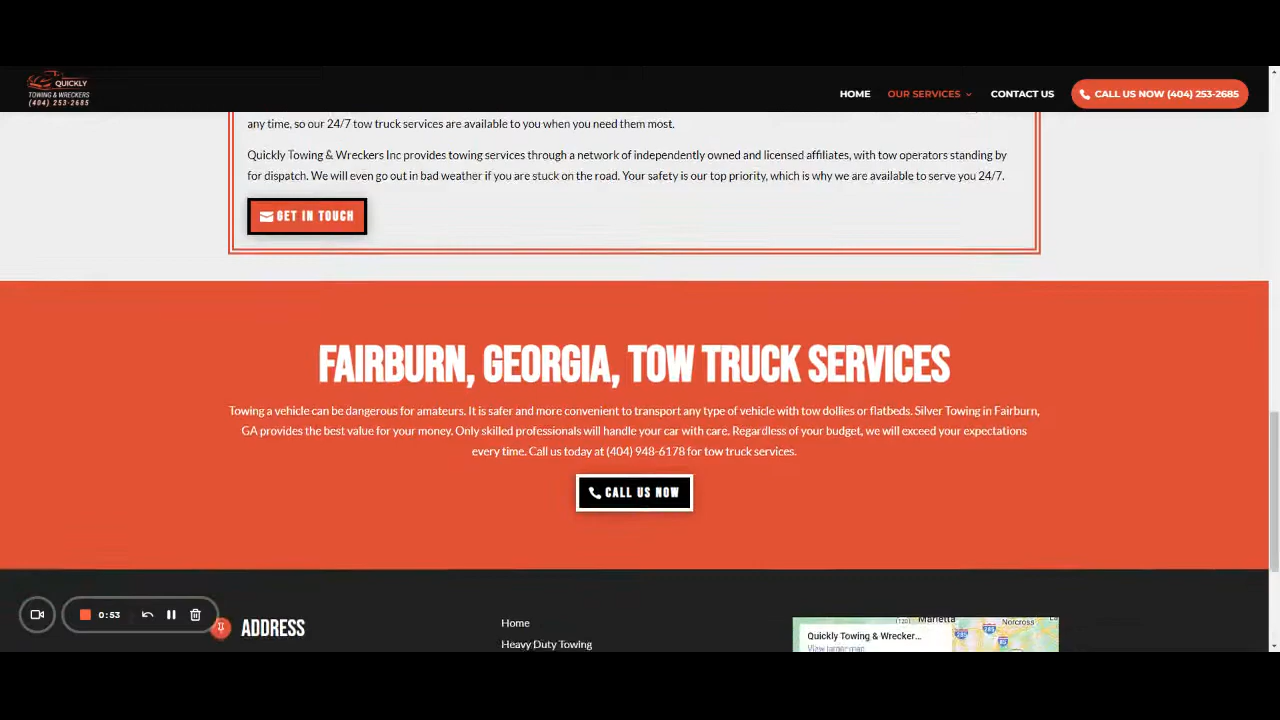 QUICKLY
TOWING & WRECKERS
(404) 253-2685
HOME
OUR SERVICES
CONTACT US
CALL US NOW (404) 253-2685
any time, so our 24/7 tow truck services are available to you when you need them most.
Quickly Towing & Wreckers Inc provides towing services through a network of independently owned and licensed affiliates, with tow operators standing by
for dispatch. We will even go out in bad weather if you are stuck on the road. Your safety is our top priority, which is why we are available to serve you 24/7.
GET IN TOUCH
FAIRBURN, GEORGIA, TOW TRUCK SERVICES
Towing a vehicle can be dangerous for amateurs. It is safer and more convenient to transport any type of vehicle with tow dollies or flatbeds. Silver Towing in Fairburn,
GA provides the best value for your money. Only skilled professionals will handle your car with care. Regardless of your budget, we will exceed your expectations
every time. Call us today at (404) 948-6178 for tow truck services.
CALL US NOW
0:53
ADDRESS
Home
Heavy Duty Towing
Quickly Towing & Wrecker...
View larger map
Marietta
Norcross